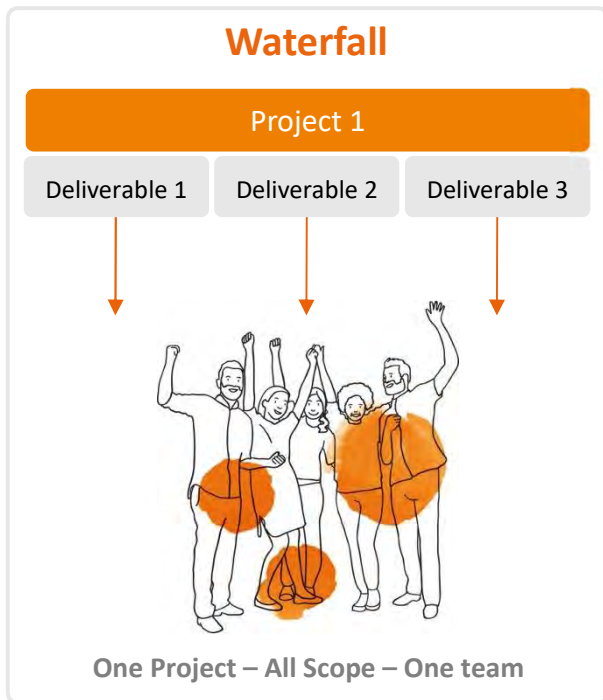 Waterfall
Project 1
Deliverable 1
Deliverable 2
Deliverable 3
One Project – All Scope – One team